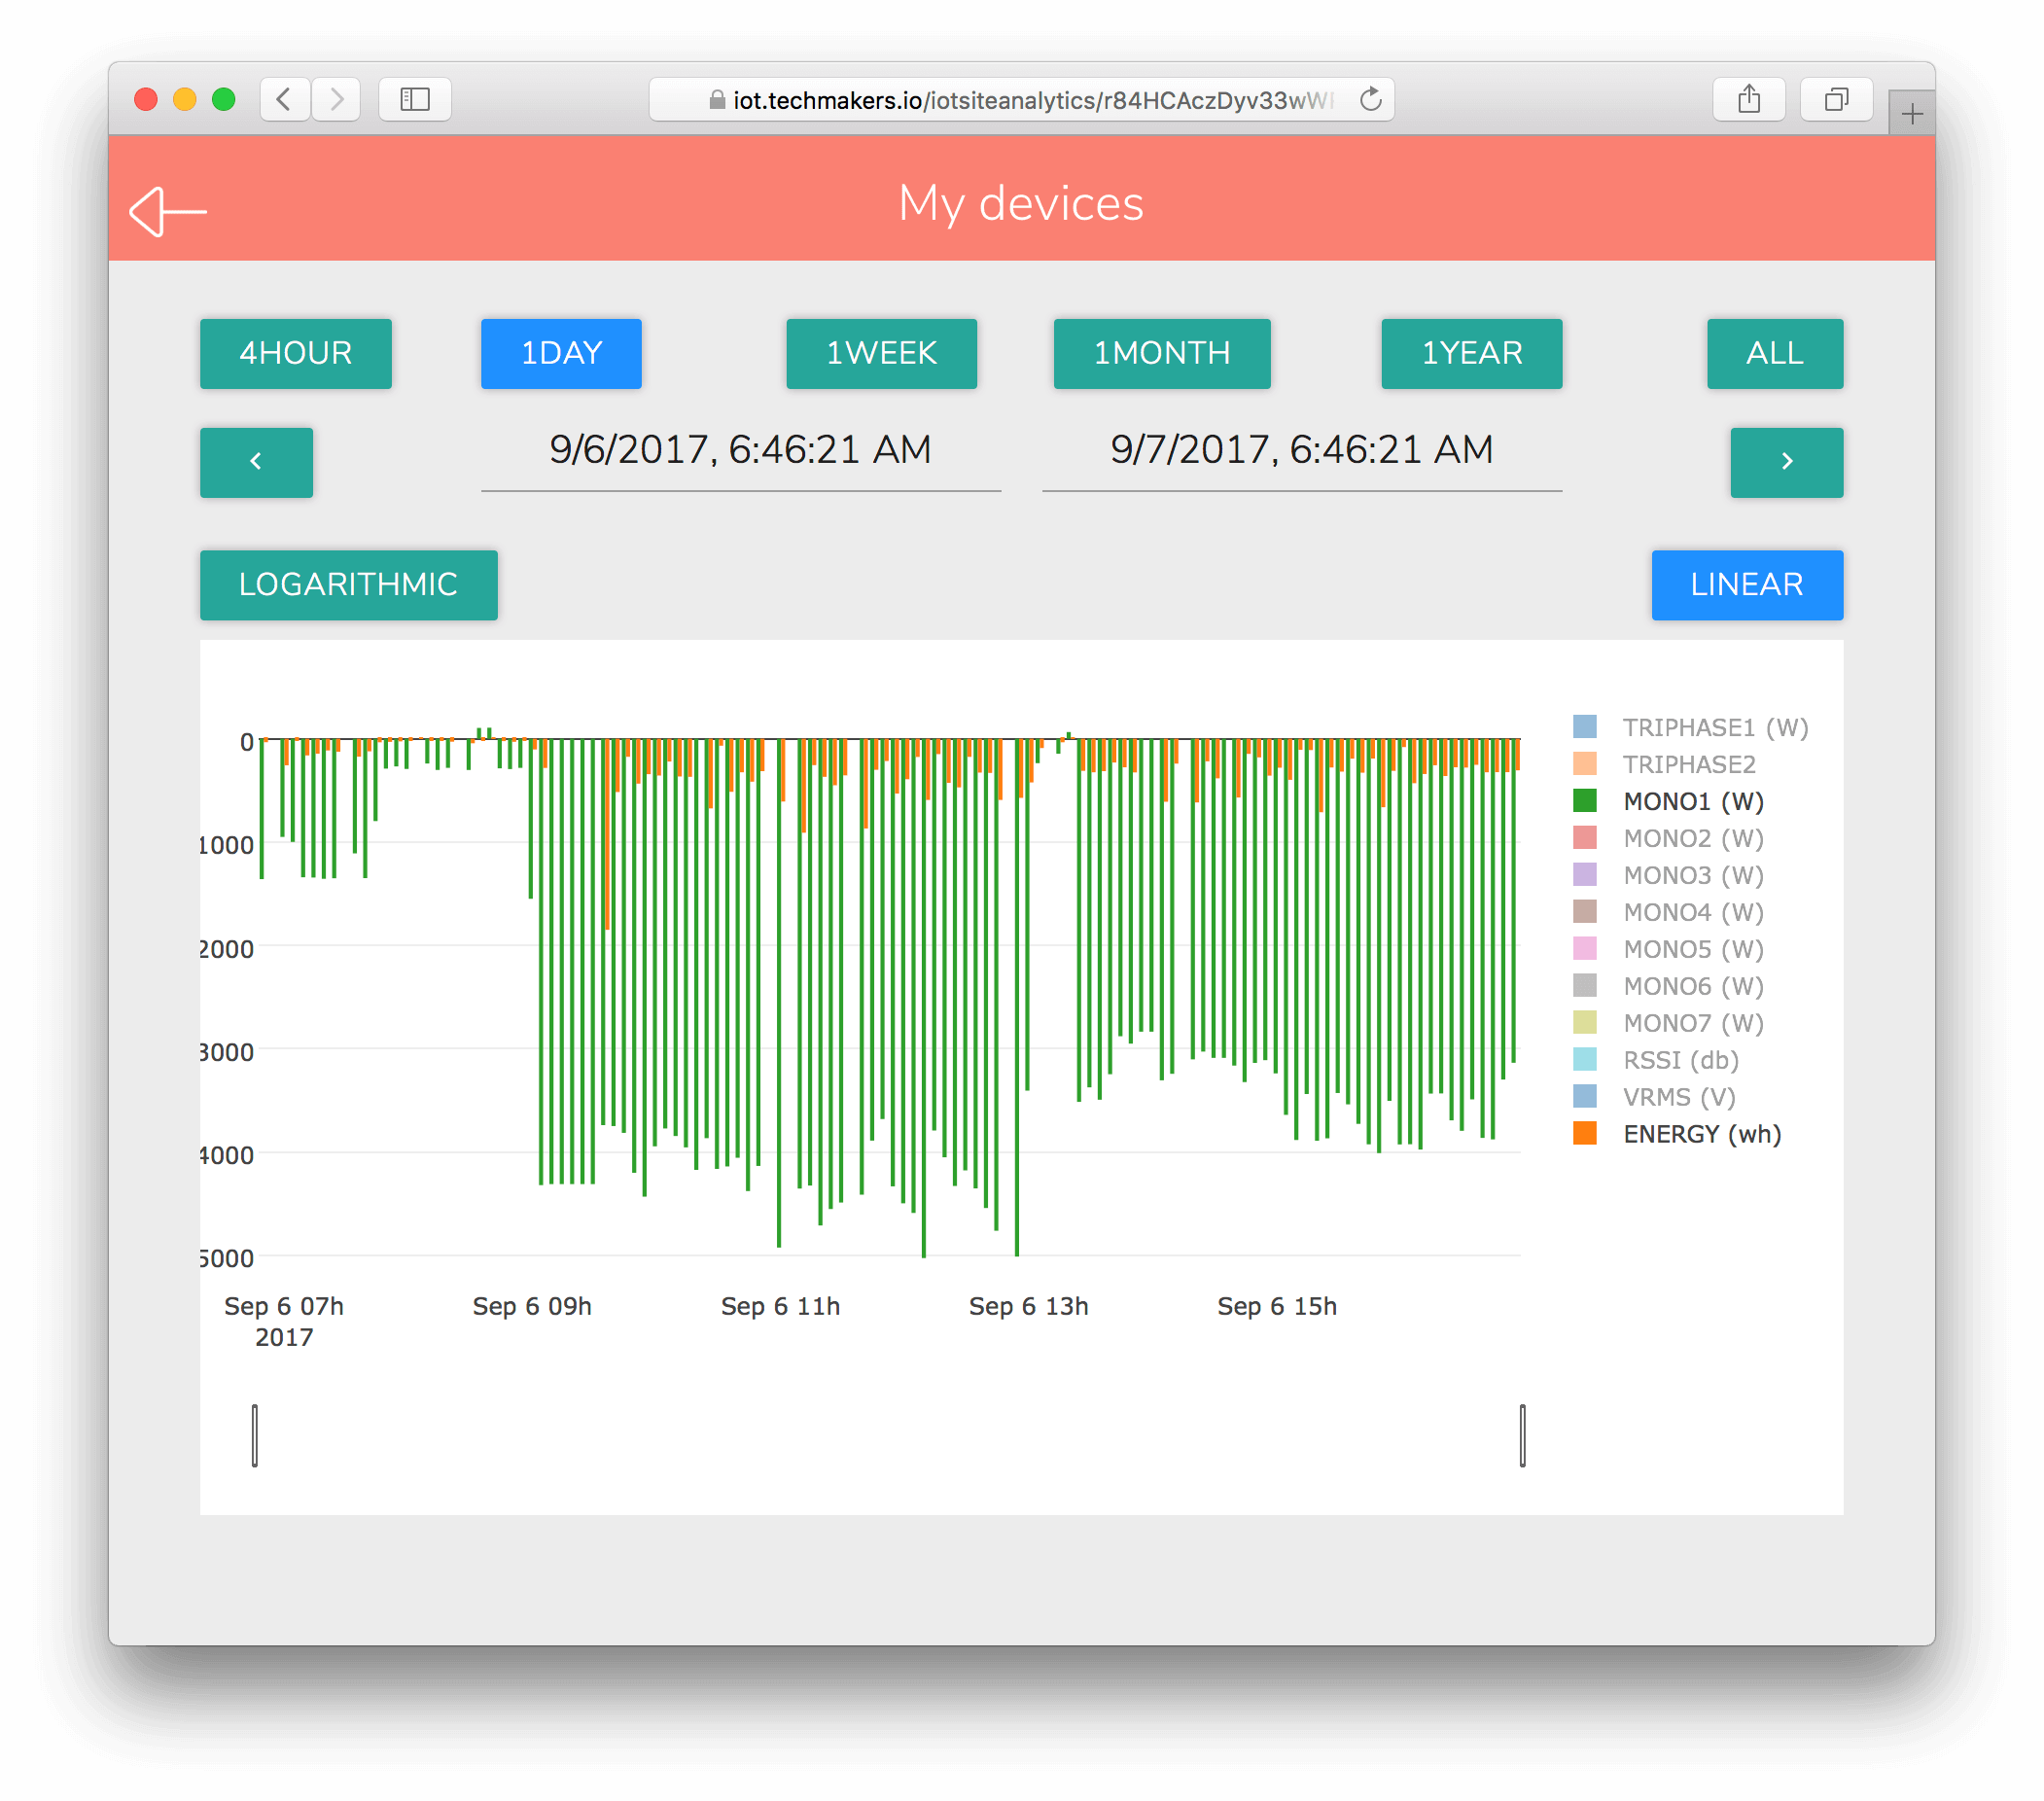 iot.techmakers.io/iotsiteanalytics/r84HCAczDyv33wW
My devices
4HOUR 1DAY 1WEEK 1MONTH 1YEAR ALL
< 9/6/2017, 6:46:21 AM 9/7/2017, 6:46:21 AM >
LOGARITHMIC LINEAR
0
1000
2000
3000
4000
5000
Sep 6 07h Sep 6 09h Sep 6 11h Sep 6 13h Sep 6 15h
2017
TRIPHASE1 (W)
TRIPHASE2
MONO1 (W)
MONO2 (W)
MONO3 (W)
MONO4 (W)
MONO5 (W)
MONO6 (W)
MONO7 (W)
RSSI (db)
VRMS (V)
ENERGY (wh)